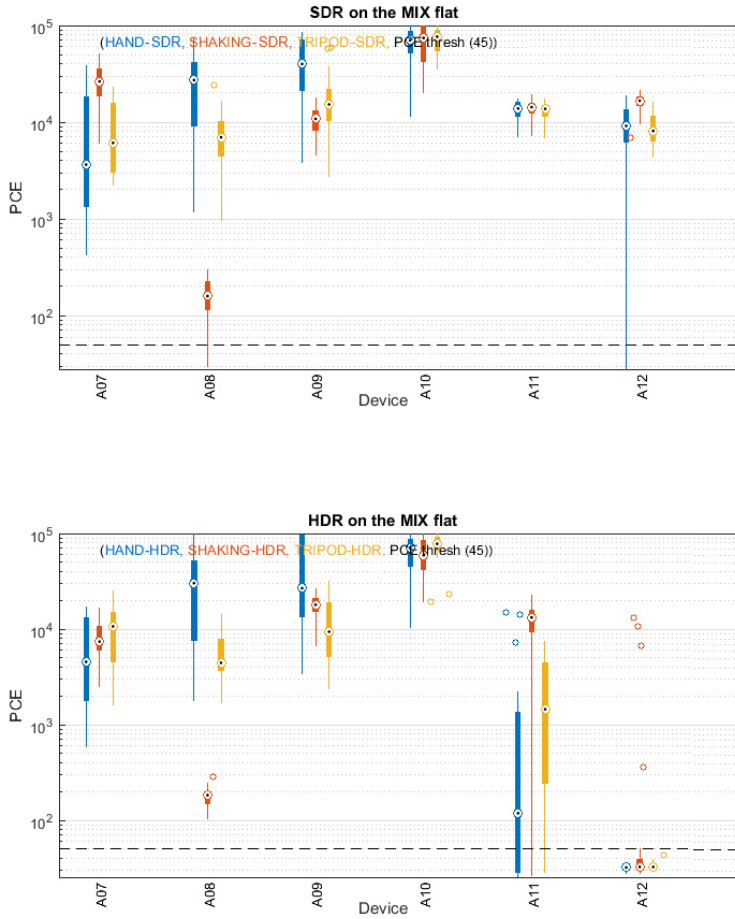 SDR on the MIX flat
10^5
(HAND-SDR, SHAKING-SDR, TRIPOD-SDR, PCE thresh (45))
10^4
PCE
10^3
10^2
A07 A08 A09 A10 A11 A12
Device
HDR on the MIX flat
10^5
(HAND-HDR, SHAKING-HDR, TRIPOD-HDR, PCE thresh (45))
10^4
PCE
10^3
10^2
A07 A08 A09 A10 A11 A12
Device